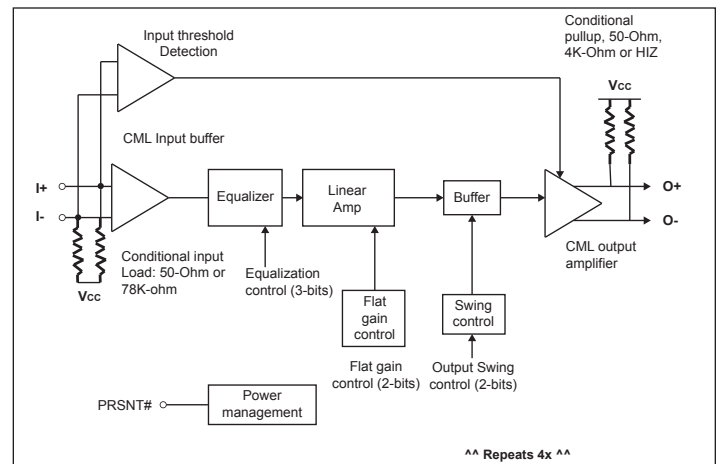 Input threshold
Detection
Conditional
pullup, 50-Ohm,
4K-Ohm or HIZ
Vcc
CML Input buffer
I+
I-
Equalizer
Linear
Amp
Buffer
O+
O-
CML output
amplifier
Conditional input
Load: 50-Ohm or
78K-ohm
Vcc
Equalization
control (3-bits)
Flat
gain
control
Swing
control
Flat gain
control (2-bits)
Output Swing
control (2-bits)
PRSNT#
Power
management
^^ Repeats 4x ^^